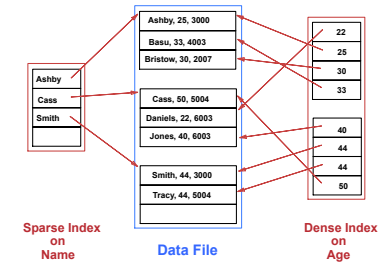 Ashby
Cass
Smith
Sparse Index
on
Name
Ashby, 25, 3000
Basu, 33, 4003
Bristow, 30, 2007
Cass, 50, 5004
Daniels, 22, 6003
Jones, 40, 6003
Smith, 44, 3000
Tracy, 44, 5004
Data File
22
25
30
33
40
44
44
50
Dense Index
on
Age